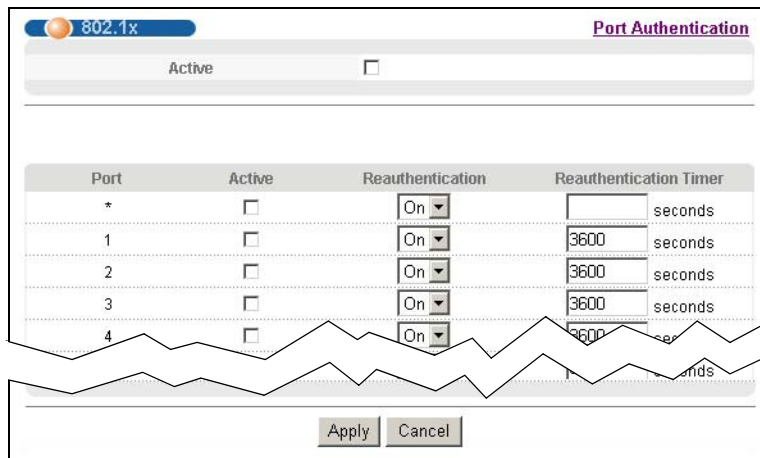 802.1x Port Authentication
Active
Port Active Reauthentication Reauthentication Timer
* On seconds
1 On 3600 seconds
2 On 3600 seconds
3 On 3600 seconds
4 On 3600
Apply Cancel